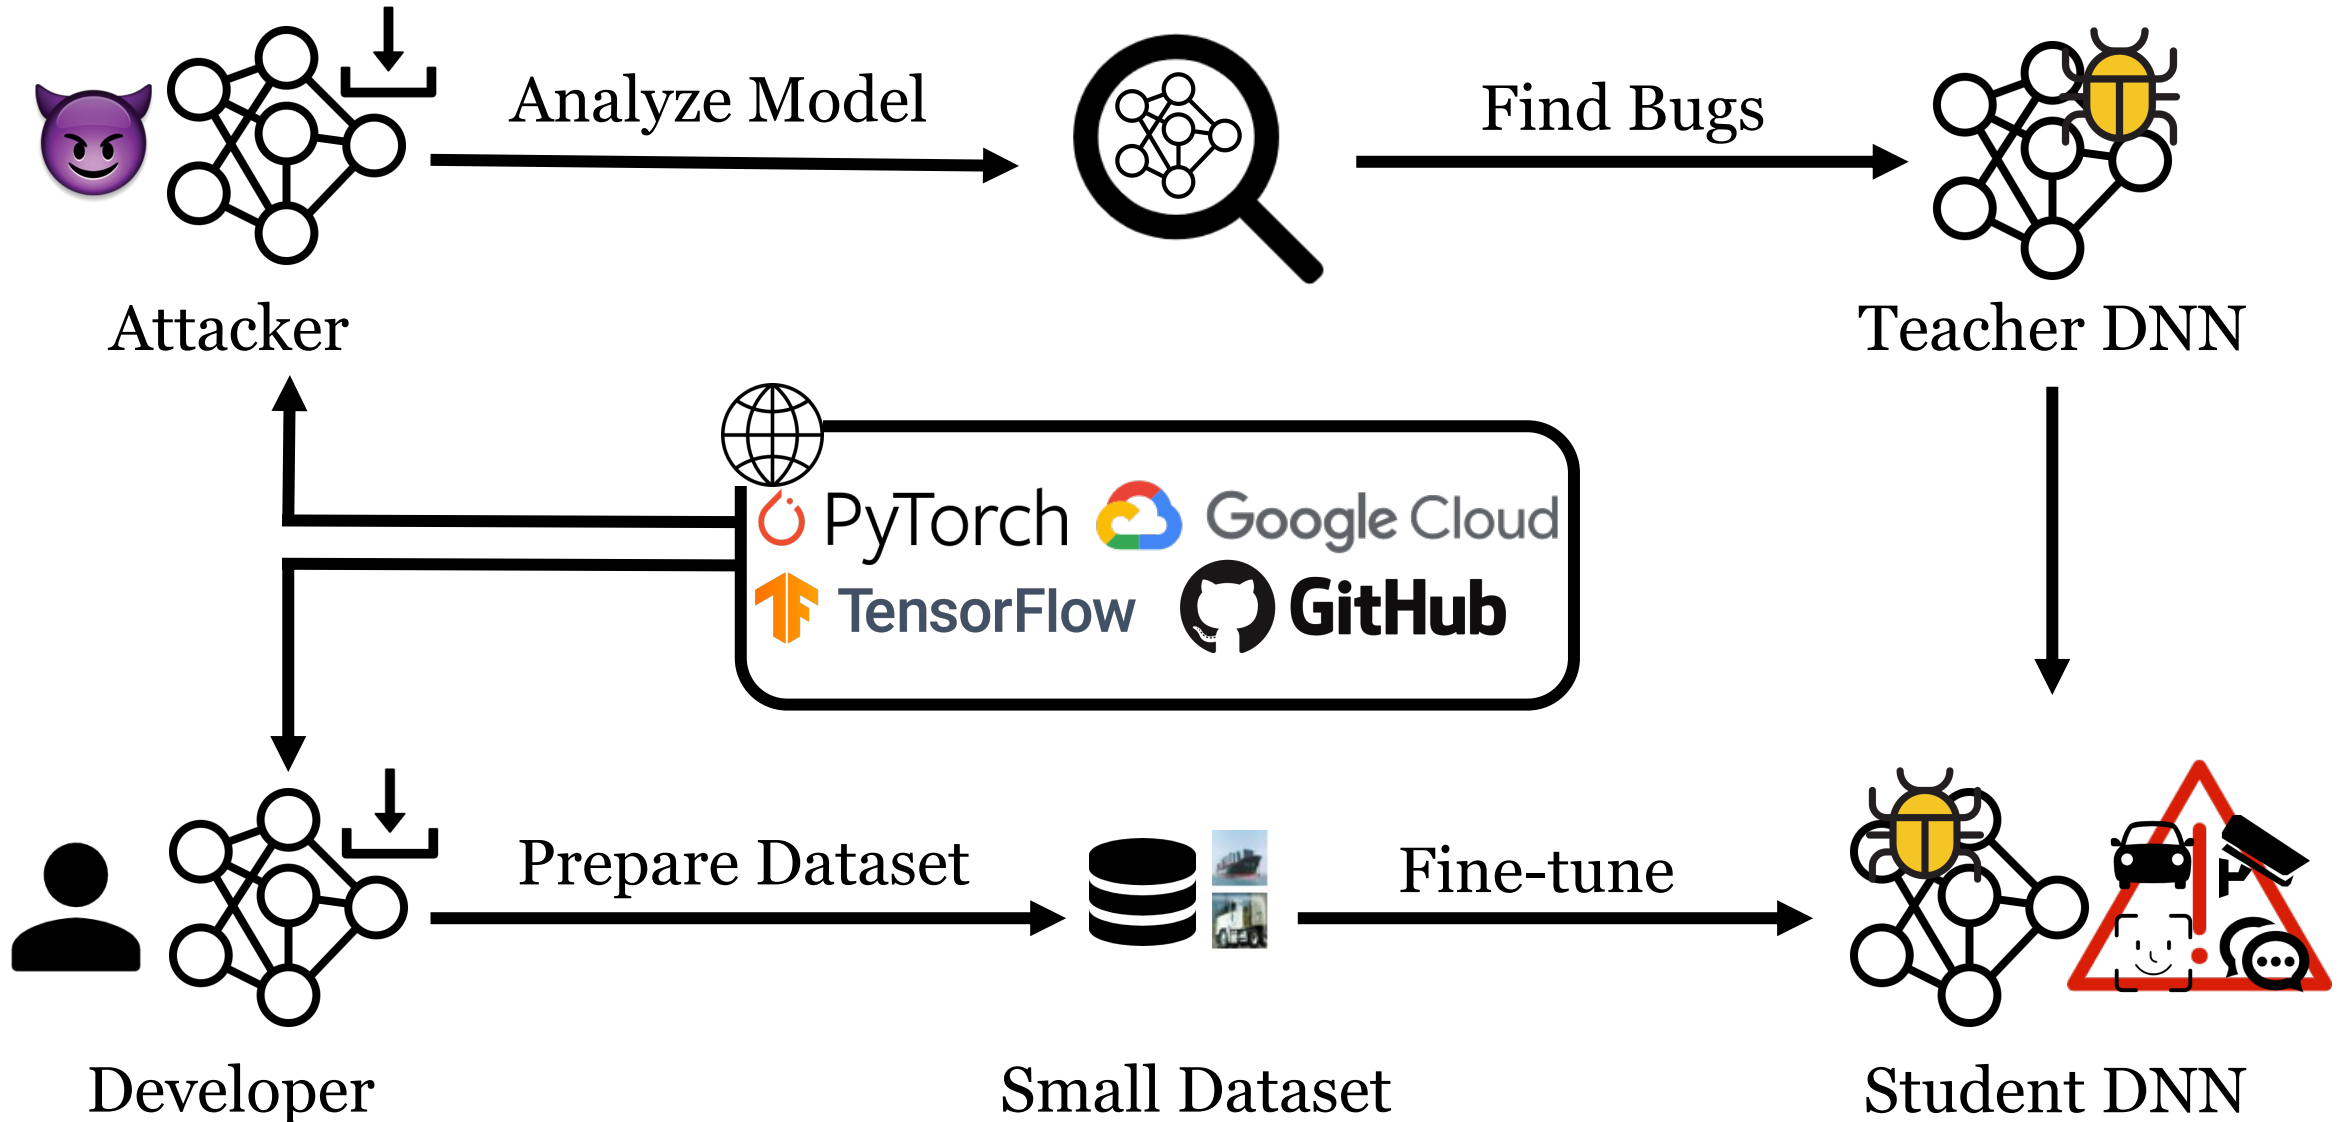 Analyze Model
Find Bugs
Attacker
Teacher DNN
PyTorch
Google Cloud
TensorFlow
GitHub
Prepare Dataset
Fine-tune
Developer
Small Dataset
Student DNN